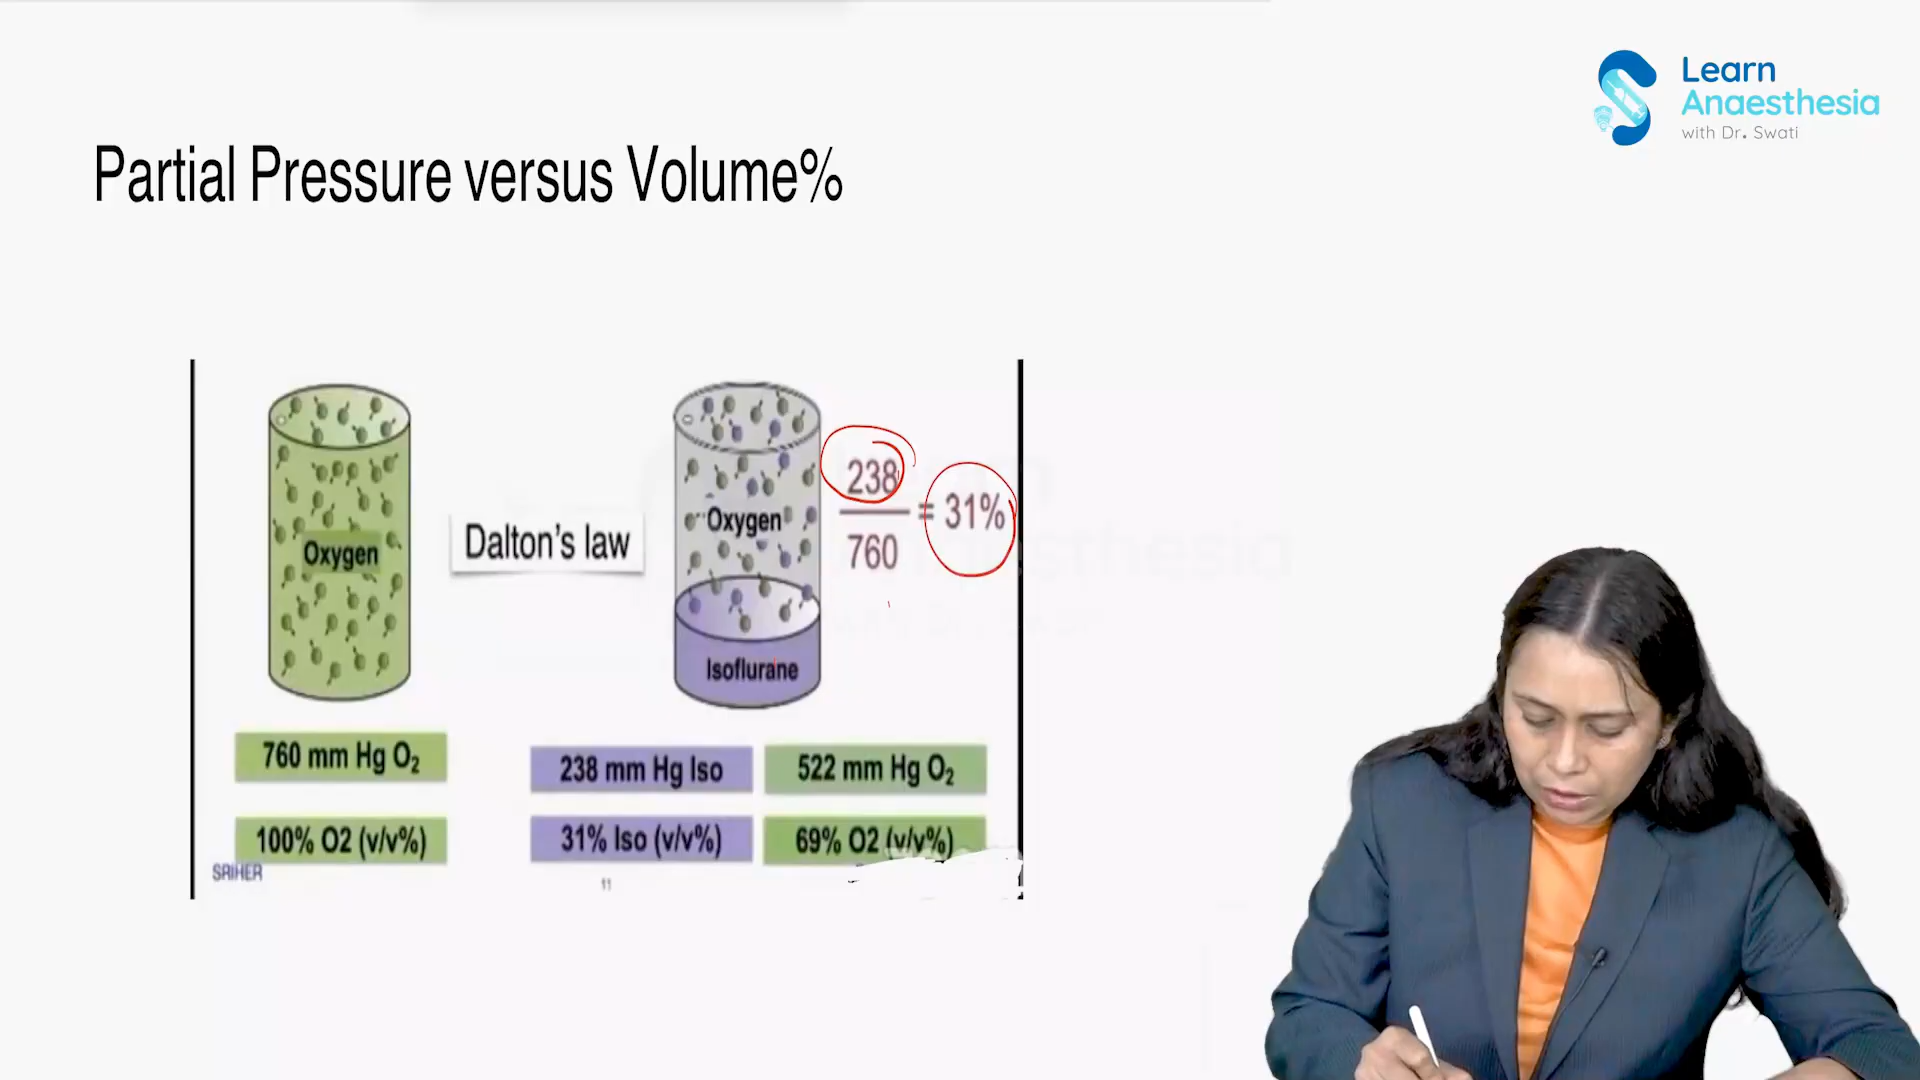 Learn
Anaesthesia
with Dr. Swati
Partial Pressure versus Volume%
Oxygen
Dalton's law
Oxygen
Isoflurane
238
760
= 31%
760 mm Hg O₂
238 mm Hg Iso
522 mm Hg O₂
100% O2 (v/v%)
31% Iso (v/v%)
69% O2 (v/v%)
SRIHER
11